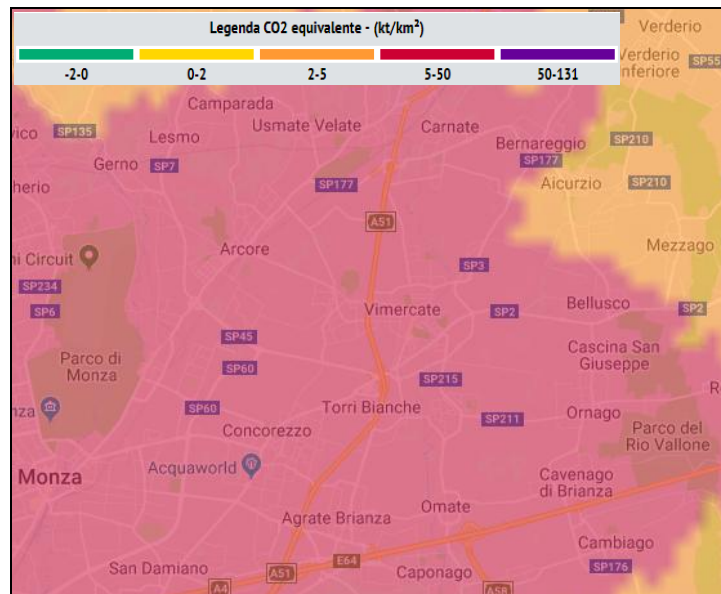 Legenda CO2 equivalente - (kt/km²)
-2-0
0-2
2-5
5-50
50-131
Verderio
Verderio
Inferiore
SP55
Camparada
Usmate Velate
Carnate
SP135
Lesmo
Bernareggio
SP210
Gerno
SP7
SP177
SP177
Aicurzio
SP210
A51
Arcore
Mezzago
ni Circuit
SP3
SP234
SP6
Vimercate
SP2
Bellusco
SP2
SP45
Cascina San
Giuseppe
Parco di
Monza
SP60
SP215
SP60
Torri Bianche
SP211
Ornago
Concorezzo
Parco del
Rio Vallone
Monza
Acquaworld
Cavenago
di Brianza
Omate
Agrate Brianza
Cambiago
E64
San Damiano
A51
Caponago
SP176
A4
A58